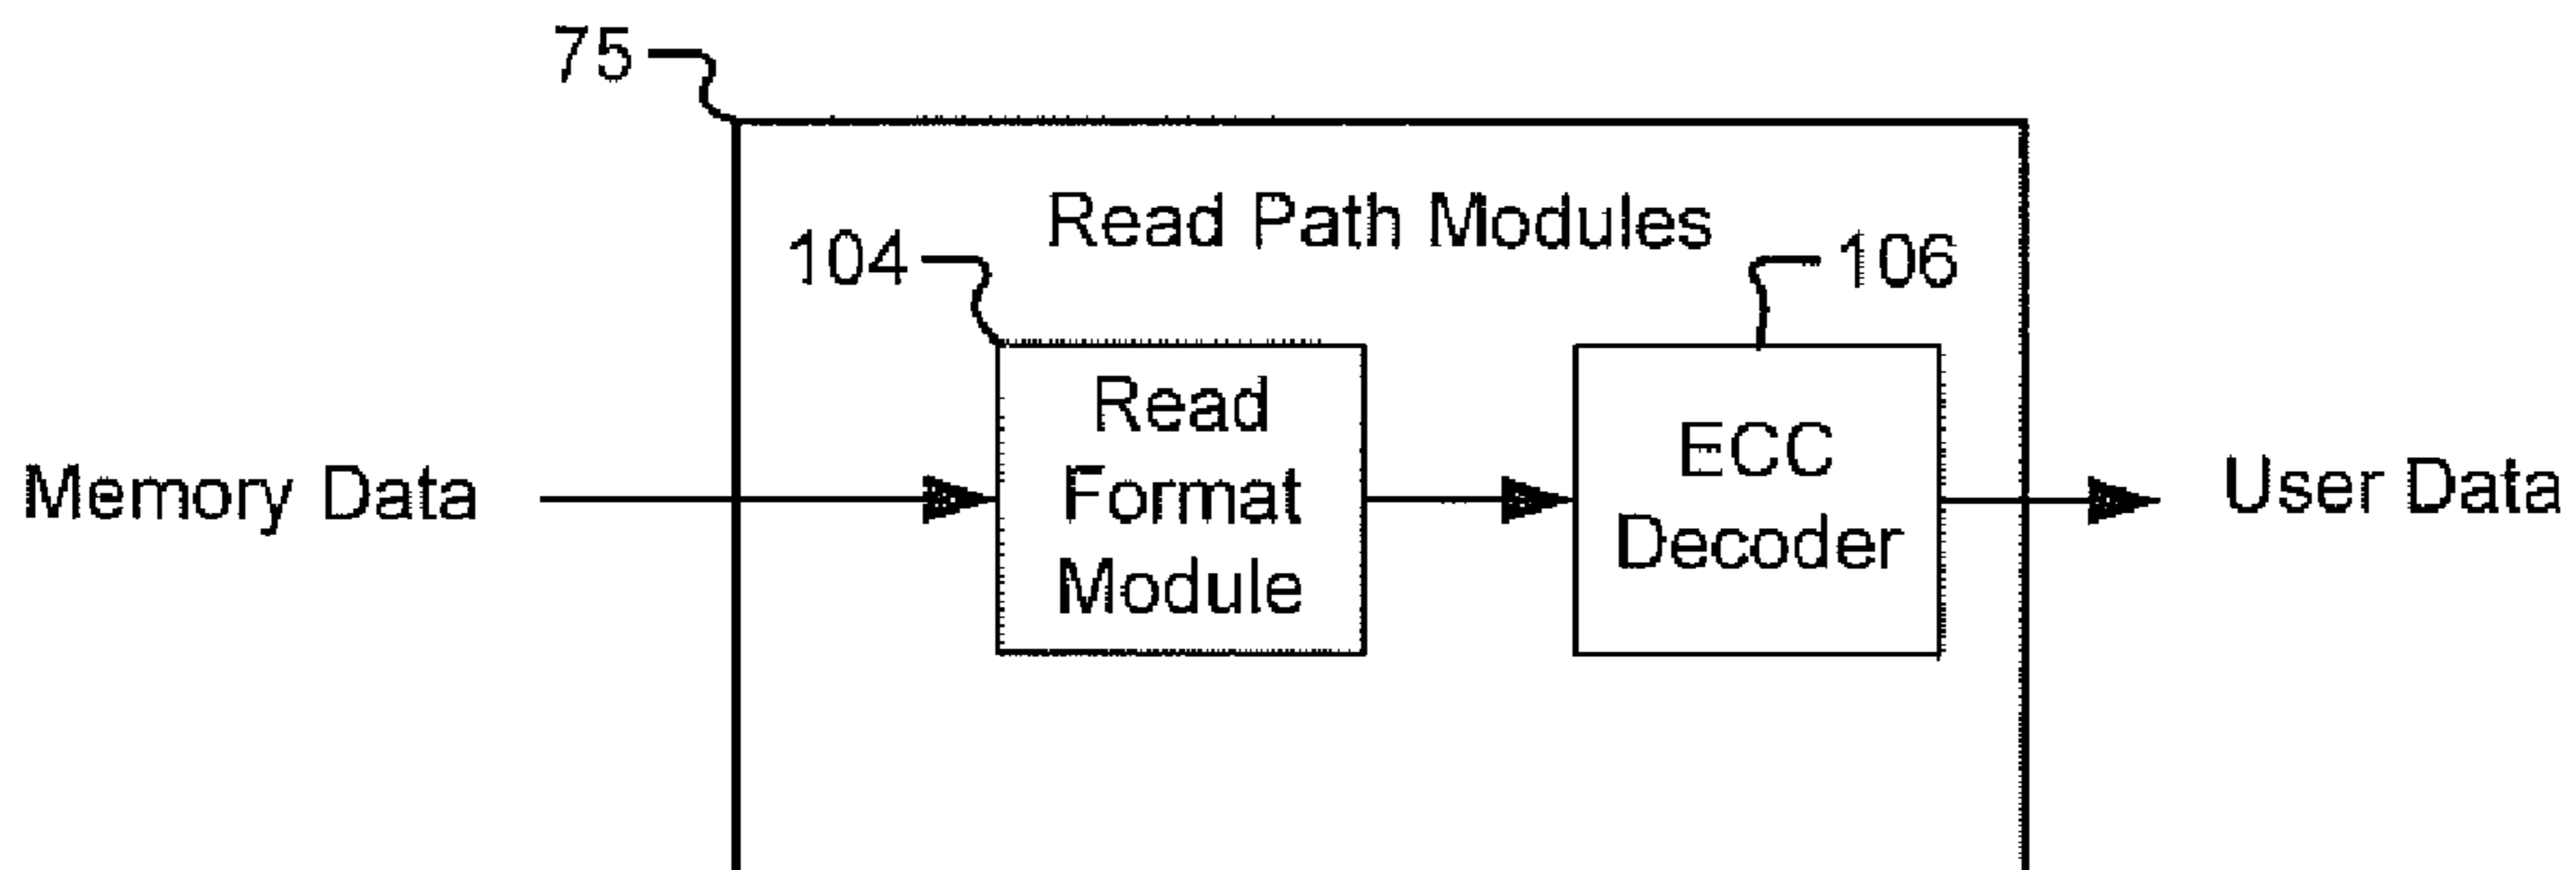 75
Read Path Modules
104
106
Read
Format
Module
ECC
Decoder
Memory Data
User Data